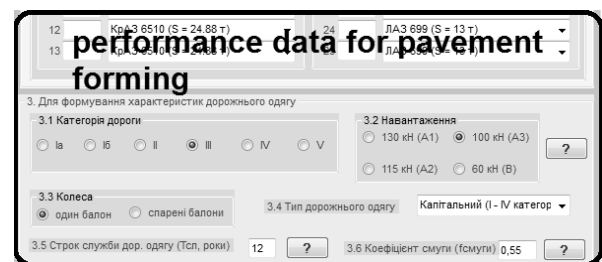 12 КрАЗ 6510 (S = 24.88 т) 24 ЛАЗ 699 (S = 13 т)
13
performance data for pavement
forming
3. Для формування характеристик дорожнього одягу
3.1 Категорія дороги 3.2 Навантаження
Іа Іб ІІ ІІІ IV V 130 кН (А1) 100 кН (А3) ?
115 кН (А2) 60 кН (В)
3.3 Колеса
один балон спарені балони 3.4 Тип дорожнього одягу Капітальний (І - IV категор
3.5 Строк служби дор. одягу (Тсл, роки) 12 ? 3.6 Коефіцієнт смуги (fсмуги) 0,55 ?